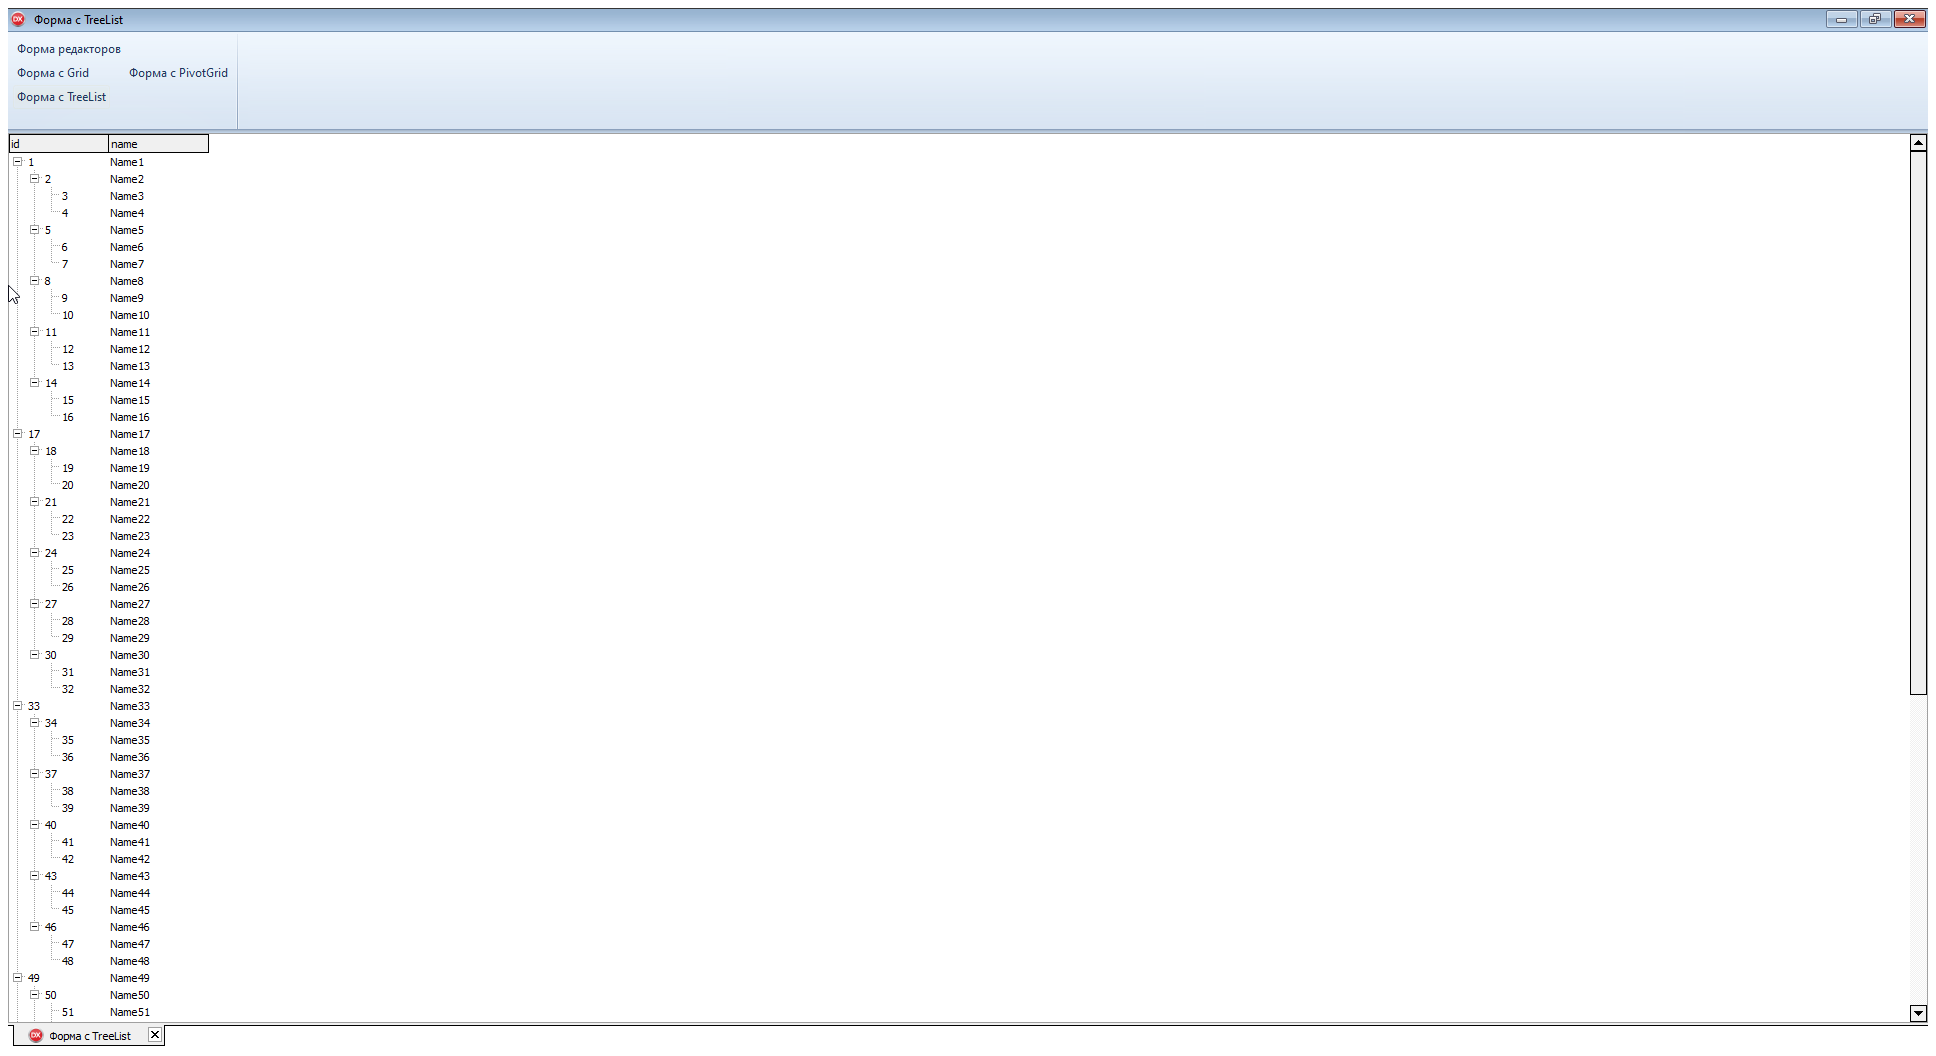 Форма с TreeList
Форма редакторов
Форма с Grid Форма с PivotGrid
Форма с TreeList
id name
1 Name1
2 Name2
3 Name3
4 Name4
5 Name5
6 Name6
7 Name7
8 Name8
9 Name9
10 Name10
11 Name11
12 Name12
13 Name13
14 Name14
15 Name15
16 Name16
17 Name17
18 Name18
19 Name19
20 Name20
21 Name21
22 Name22
23 Name23
24 Name24
25 Name25
26 Name26
27 Name27
28 Name28
29 Name29
30 Name30
31 Name31
32 Name32
33 Name33
34 Name34
35 Name35
36 Name36
37 Name37
38 Name38
39 Name39
40 Name40
41 Name41
42 Name42
43 Name43
44 Name44
45 Name45
46 Name46
47 Name47
48 Name48
49 Name49
50 Name50
51 Name51
Форма с TreeList